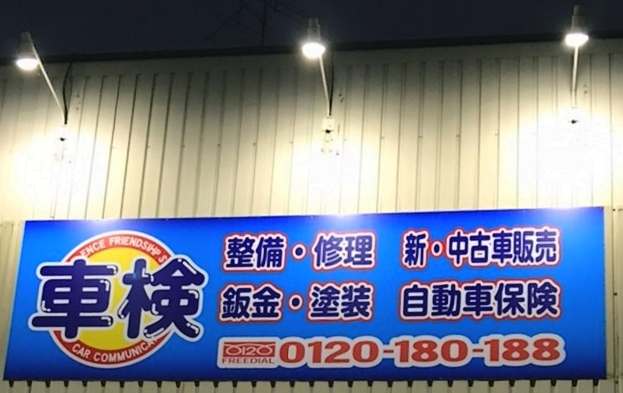 車検
ENCE FRIENDSHIP S
CAR COMMUNICA
整備・修理 新・中古車販売
鈑金・塗装 自動車保険
0120
FREEDIAL
0120-180-188